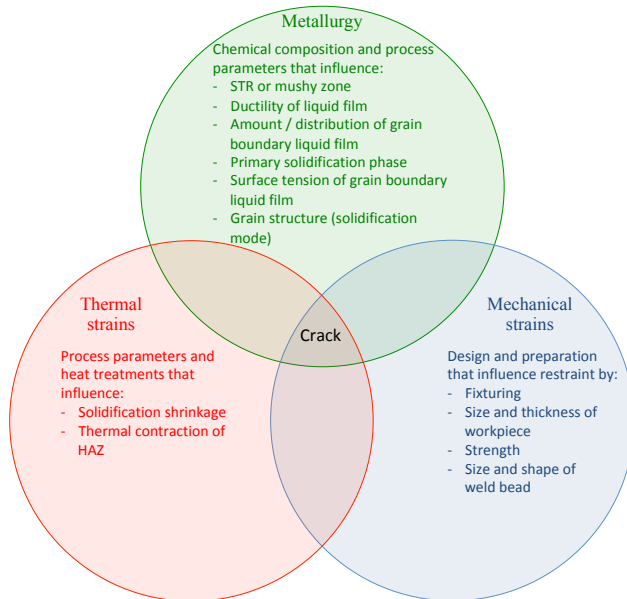 Metallurgy
Chemical composition and process
parameters that influence:
- STR or mushy zone
- Ductility of liquid film
- Amount / distribution of grain
boundary liquid film
- Primary solidification phase
- Surface tension of grain boundary
liquid film
- Grain structure (solidification
mode)
Crack
Thermal
strains
Process parameters and
heat treatments that
influence:
- Solidification shrinkage
- Thermal contraction of
HAZ
Mechanical
strains
Design and preparation
that influence restraint by:
- Fixturing
- Size and thickness of
workpiece
- Strength
- Size and shape of
weld bead